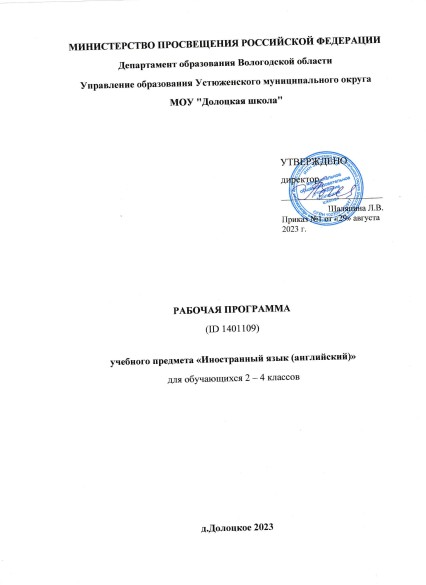 МИНИСТЕРСТВО ПРОСВЕЩЕНИЯ РОССИЙСКОЙ ФЕДЕРАЦИИ
Департамент образования Вологодской области
Управление образования Устюженского муниципального округа
МОУ "Долоцкая школа"
УТВЕРЖДЕНО
директор
Шаляпина Л.В.
Приказ №1 от «29» августа
2023 г.
РАБОЧАЯ ПРОГРАММА
(ID 1401109)
учебного предмета «Иностранный язык (английский)»
для обучающихся 2 – 4 классов
д.Долоцкое 2023